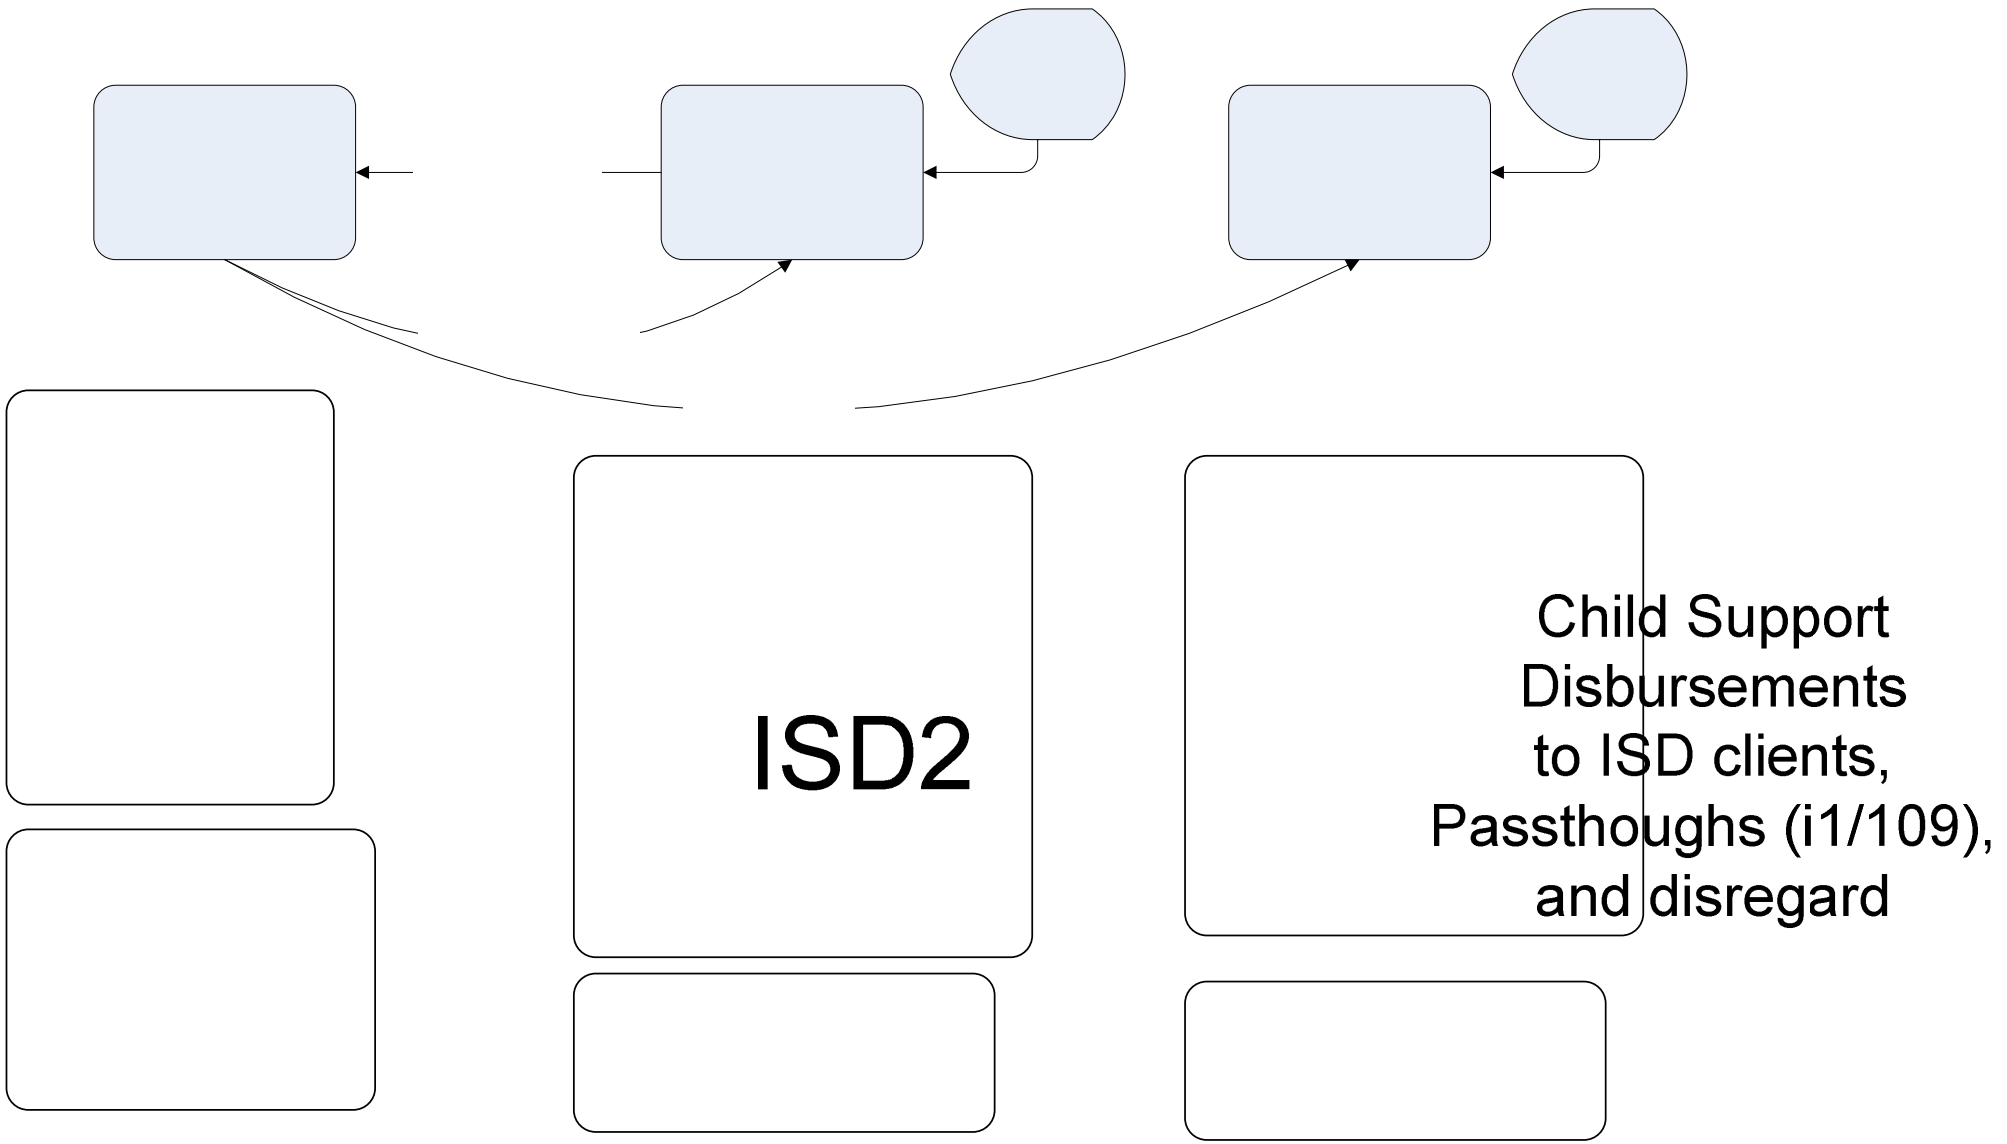 ISD2
Child Support
Disbursements
to ISD clients,
Passthoughs (i1/109),
and disregard